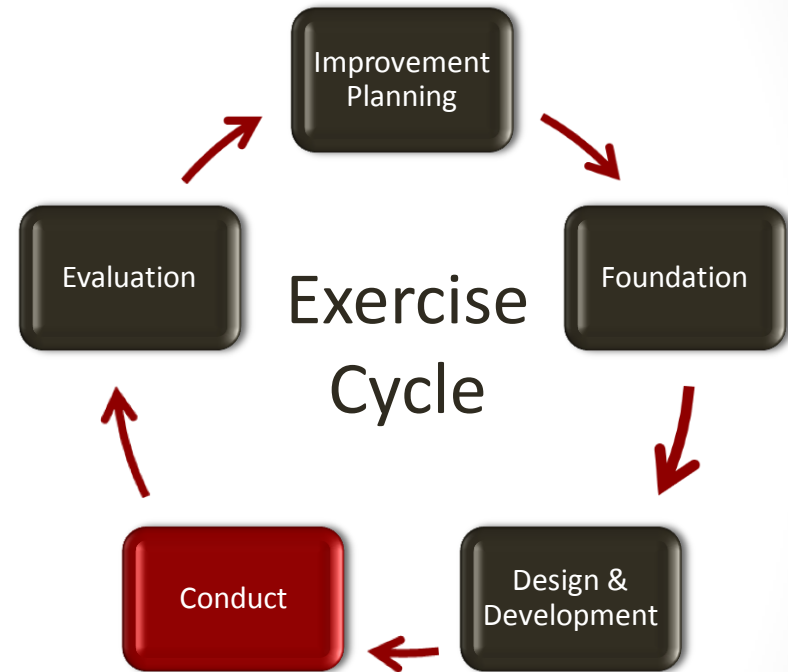 Improvement
Planning
Foundation
Design &
Development
Conduct
Evaluation
Exercise
Cycle